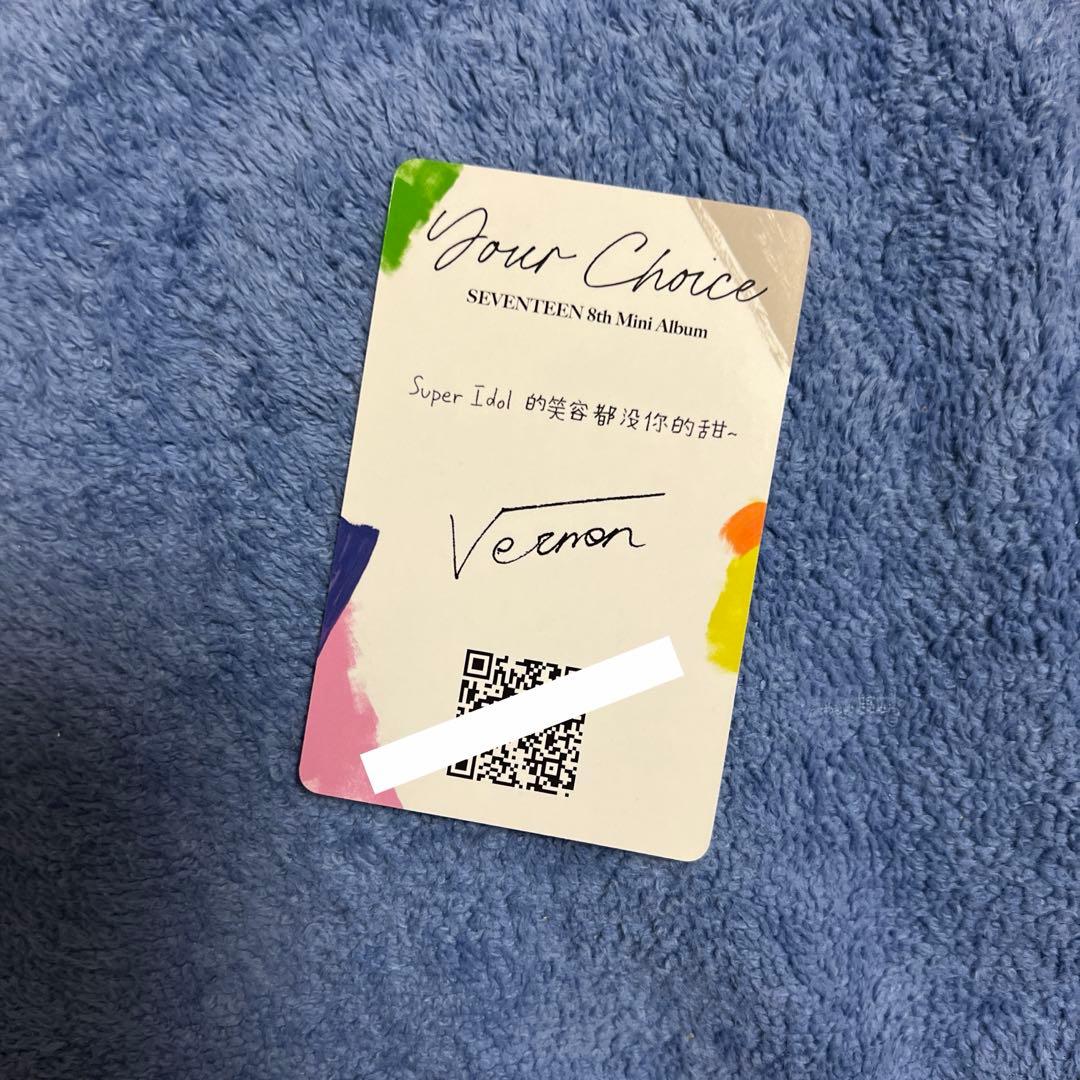 Your Choice
SEVENTEEN 8th Mini Album
Super Idol 的笑容都没你的甜~
Vernon